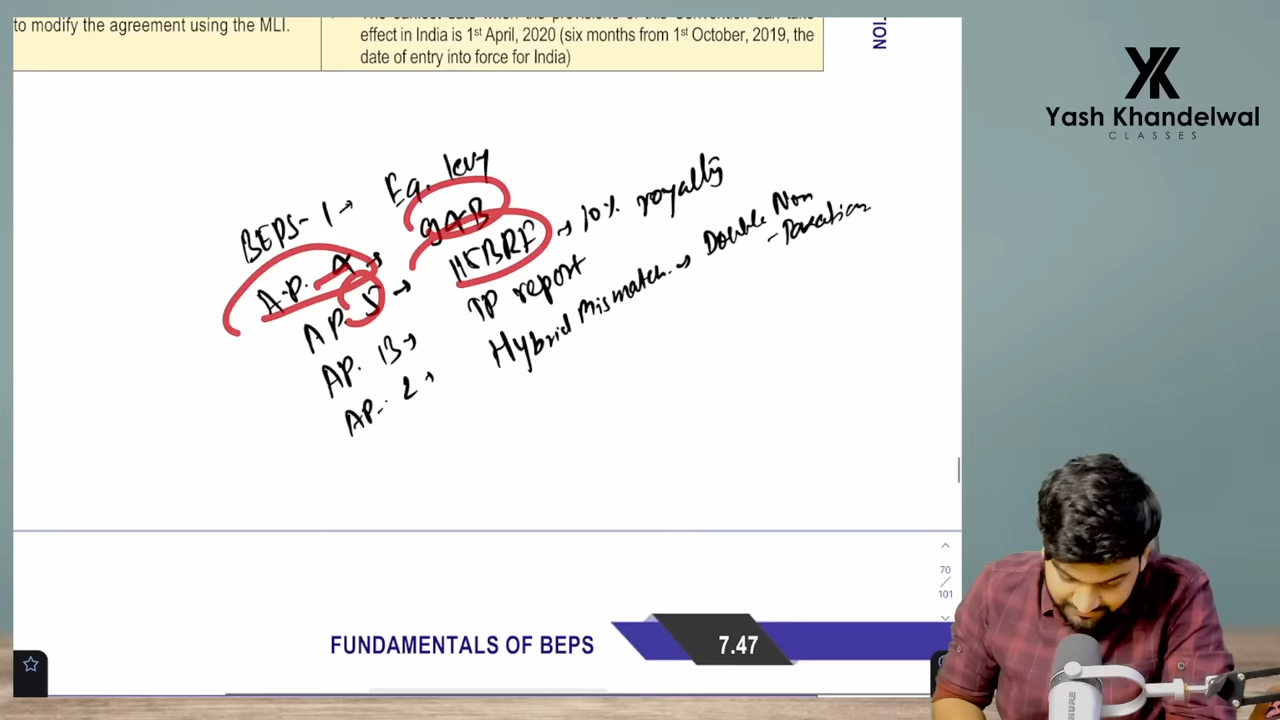 to modify the agreement using the MLI.
effect in India is 1st April, 2020 (six months from 1st October, 2019, the
date of entry into force for India)
TION
YK
Yash Khandelwal
CLASSES
BEPS-1 → Eq. levy
A.P. 4 → 94B
A.P. 5 → 115BBF → 10% royalty
AP. 13 → TP report
AP. 2 → Hybrid Mismatch → Double Non
-Taxation
70
/
101
FUNDAMENTALS OF BEPS
7.47